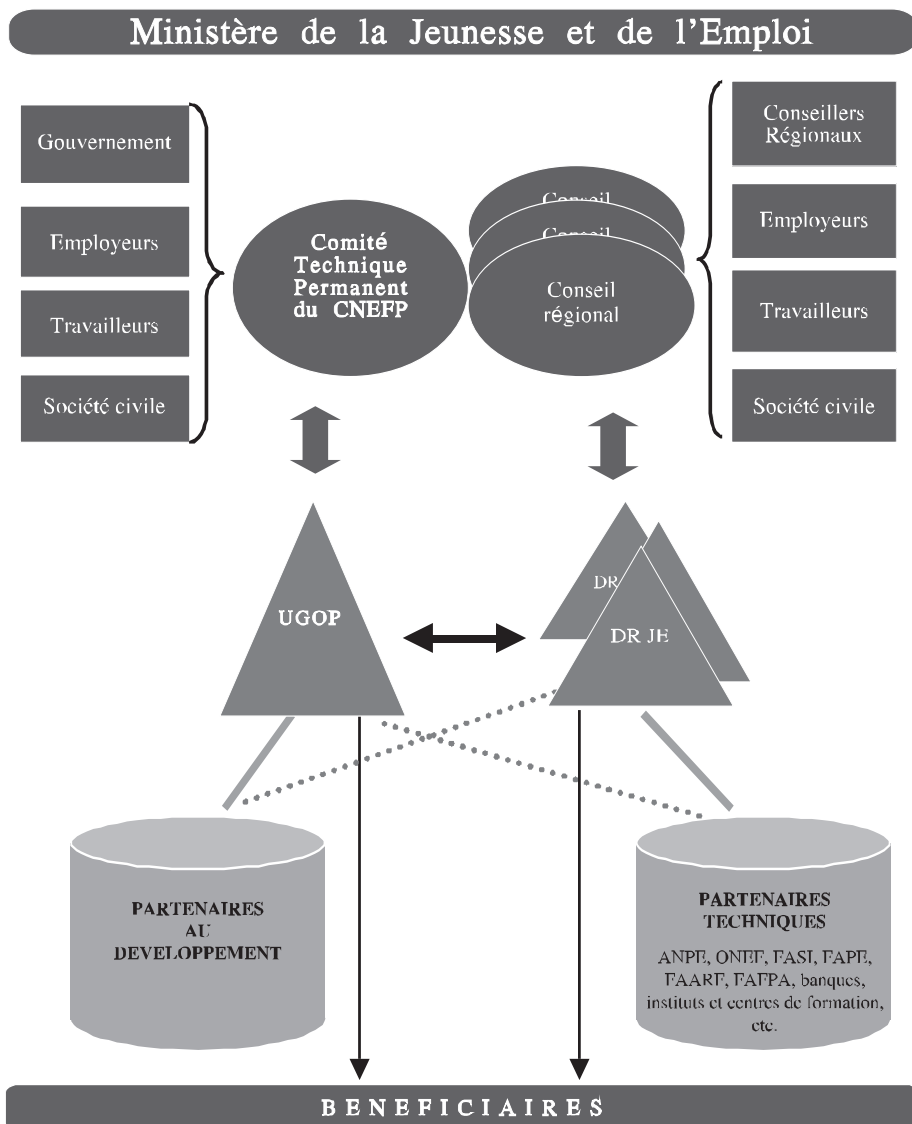 Ministère de la Jeunesse et de l'Emploi
Gouvernement
Employeurs
Travailleurs
Société civile
Comité
Technique
Permanent
du CNEFP
Conseil
Conseil
Conseil
régional
Conseillers
Régionaux
Employeurs
Travailleurs
Société civile
UGOP
DR
DR JE
PARTENAIRES
AU
DEVELOPPEMENT
PARTENAIRES
TECHNIQUES
ANPE, ONEF, FASI, FAPE,
FAARF, FAFPA, banques,
instituts et centres de formation,
etc.
BENEFICIAIRES